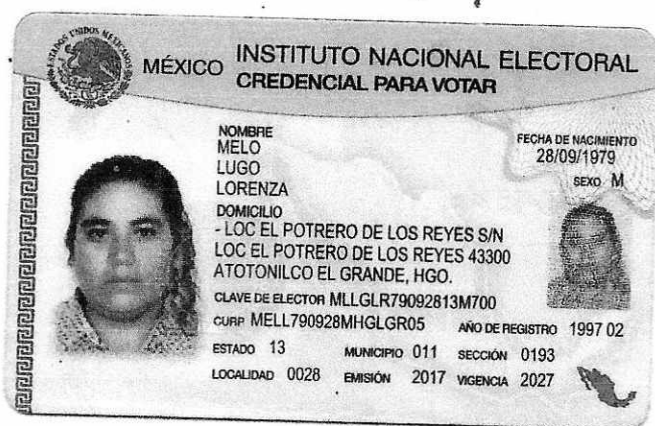 ESTADOS UNIDOS MEXICANOS
MÉXICO INSTITUTO NACIONAL ELECTORAL
CREDENCIAL PARA VOTAR
NOMBRE
MELO
LUGO
LORENZA
FECHA DE NACIMIENTO
28/09/1979
SEXO M
DOMICILIO
- LOC EL POTRERO DE LOS REYES S/N
LOC EL POTRERO DE LOS REYES 43300
ATOTONILCO EL GRANDE, HGO.
CLAVE DE ELECTOR MLLGLR79092813M700
CURP MELL790928MHGLGR05 AÑO DE REGISTRO 1997 02
ESTADO 13 MUNICIPIO 011 SECCIÓN 0193
LOCALIDAD 0028 EMISIÓN 2017 VIGENCIA 2027